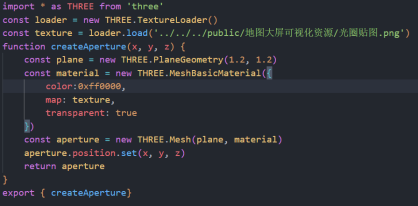 import * as THREE from 'three'
const loader = new THREE.TextureLoader()
const texture = loader.load('../../../public/地图大屏可视化资源/光圈贴图.png')
function createAperture(x, y, z) {
    const plane = new THREE.PlaneGeometry(1.2, 1.2)
    const material = new THREE.MeshBasicMaterial({
        color:0xff0000,
        map: texture,
        transparent: true
    })
    const aperture = new THREE.Mesh(plane, material)
    aperture.position.set(x, y, z)
    return aperture
}
export { createAperture}